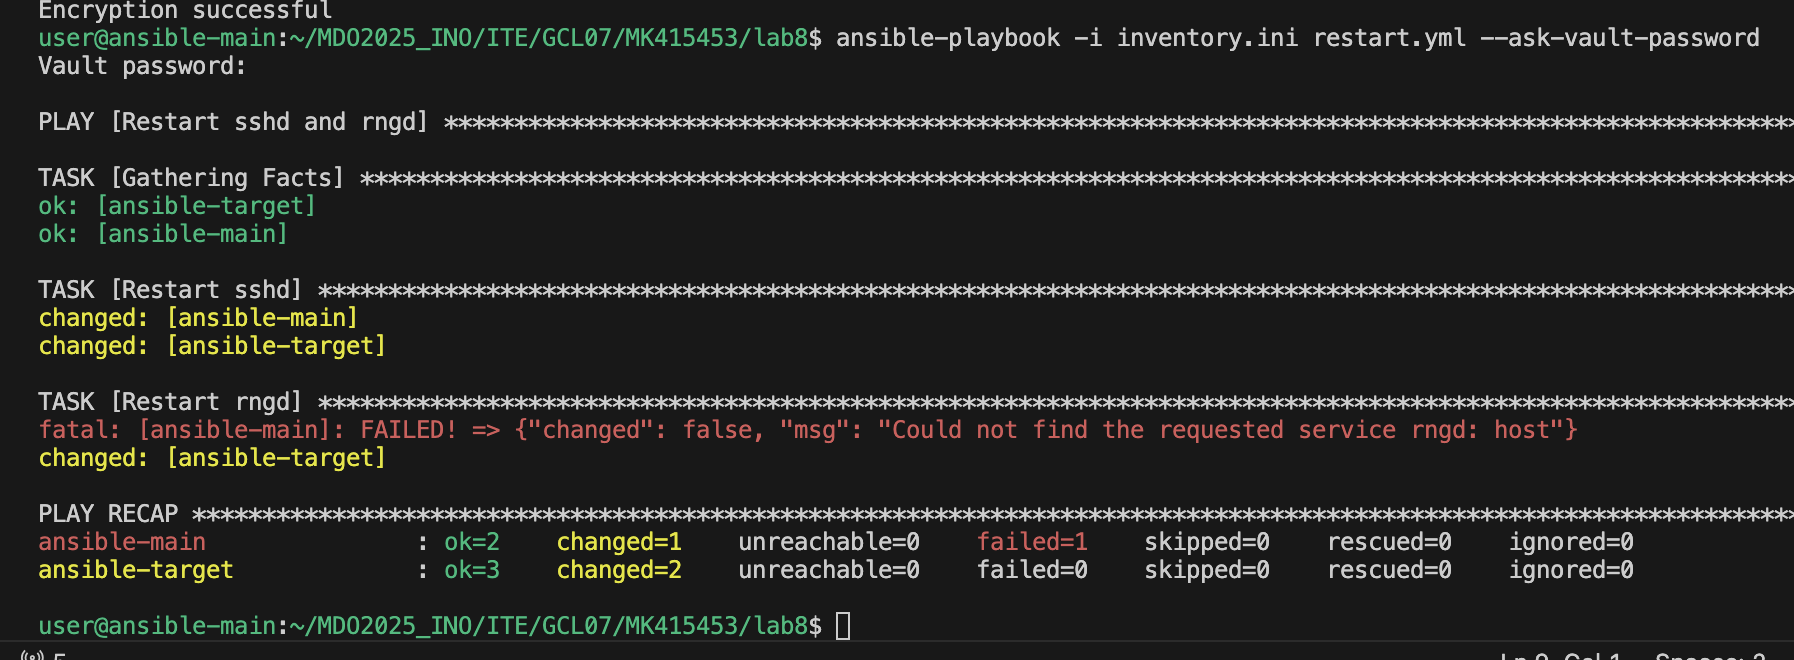 Encryption successful
user@ansible-main:~/MDO2025_INO/ITE/GCL07/MK415453/lab8$ ansible-playbook -i inventory.ini restart.yml --ask-vault-password
Vault password:
PLAY [Restart sshd and rngd] ************************************************************************************************
TASK [Gathering Facts] ******************************************************************************************************
ok: [ansible-target]
ok: [ansible-main]
TASK [Restart sshd] *********************************************************************************************************
changed: [ansible-main]
changed: [ansible-target]
TASK [Restart rngd] *********************************************************************************************************
fatal: [ansible-main]: FAILED! => {"changed": false, "msg": "Could not find the requested service rngd: host"}
changed: [ansible-target]
PLAY RECAP ******************************************************************************************************************
ansible-main : ok=2 changed=1 unreachable=0 failed=1 skipped=0 rescued=0 ignored=0
ansible-target : ok=3 changed=2 unreachable=0 failed=0 skipped=0 rescued=0 ignored=0
user@ansible-main:~/MDO2025_INO/ITE/GCL07/MK415453/lab8$